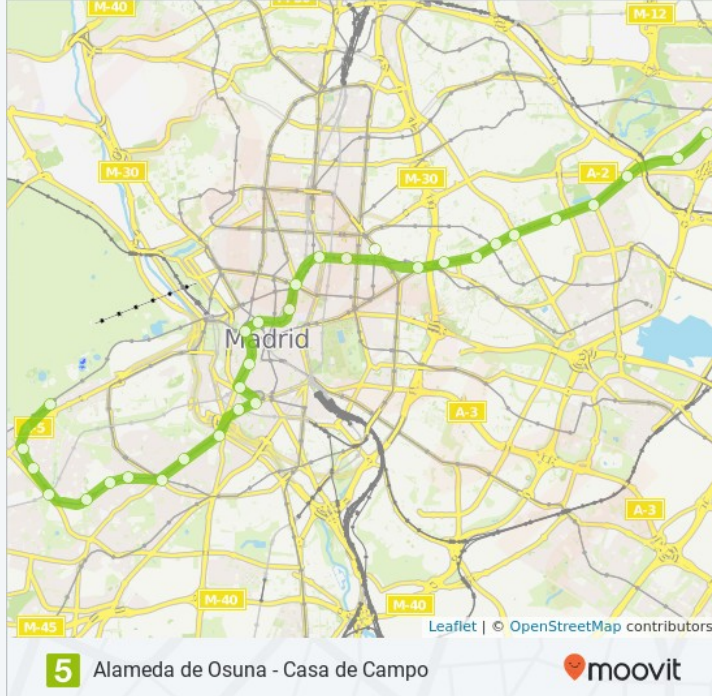 M-40
M-12
M-30
A-2
M-30
Madrid
A-3
A-3
M-40
M-40
M-45
Leaflet | © OpenStreetMap contributors
5 Alameda de Osuna - Casa de Campo
moovit